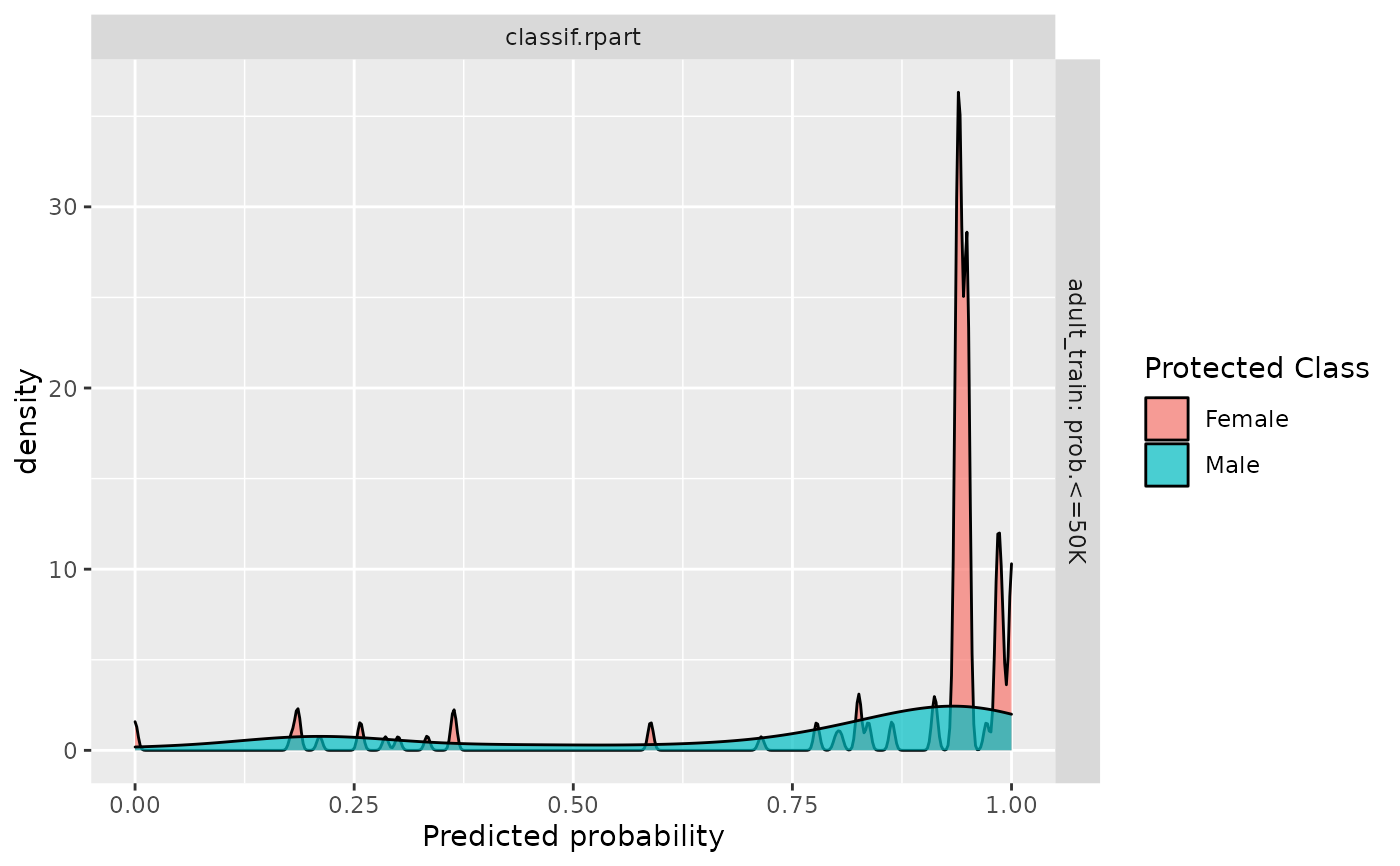 classif.rpart
adult_train: prob.<=50K
density
30
20
10
0
0.00
0.25
0.50
0.75
1.00
Predicted probability
Protected Class
Female
Male